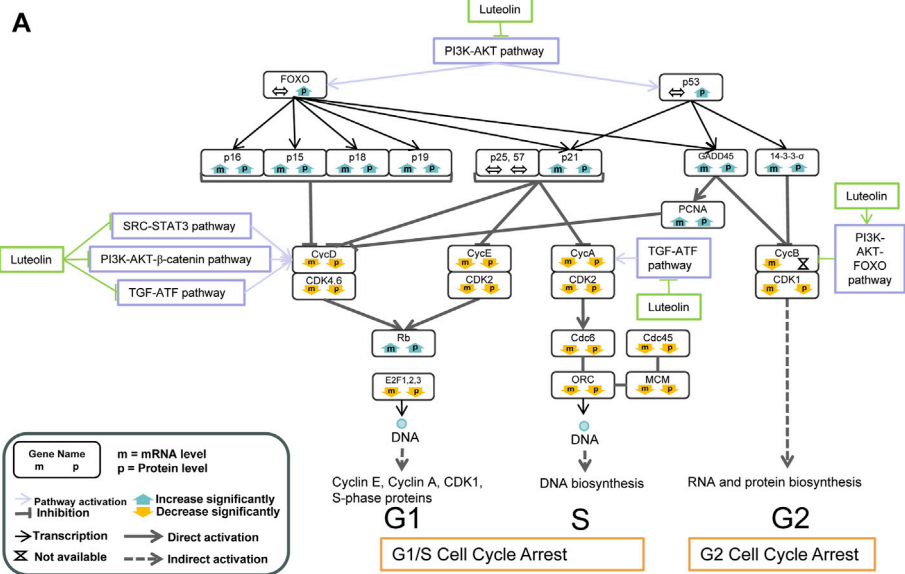 A
Luteolin
PI3K-AKT pathway
FOXO
p
p53
p
p16
m p
p15
m p
p18
m p
p19
m p
p25, 57
p21
m p
GADD45
m p
14-3-3-σ
m p
PCNA
m p
Luteolin
SRC-STAT3 pathway
PI3K-AKT-β-catenin pathway
TGF-ATF pathway
Luteolin
CycD
m p
CDK4,6
m p
CycE
m p
CDK2
m p
CycA
m p
CDK2
m p
TGF-ATF
pathway
Luteolin
CycB
m
CDK1
m p
PI3K-
AKT-
FOXO
pathway
Rb
m p
Cdc6
m p
Cdc45
m p
E2F1,2,3
m p
ORC
m p
MCM
m p
DNA
DNA
Cyclin E, Cyclin A, CDK1,
S-phase proteins
DNA biosynthesis
RNA and protein biosynthesis
G1
S
G2
G1/S Cell Cycle Arrest
G2 Cell Cycle Arrest
Gene Name
m p
m = mRNA level
p = Protein level
Pathway activation
Increase significantly
Inhibition
Decrease significantly
Transcription
Direct activation
Not available
Indirect activation